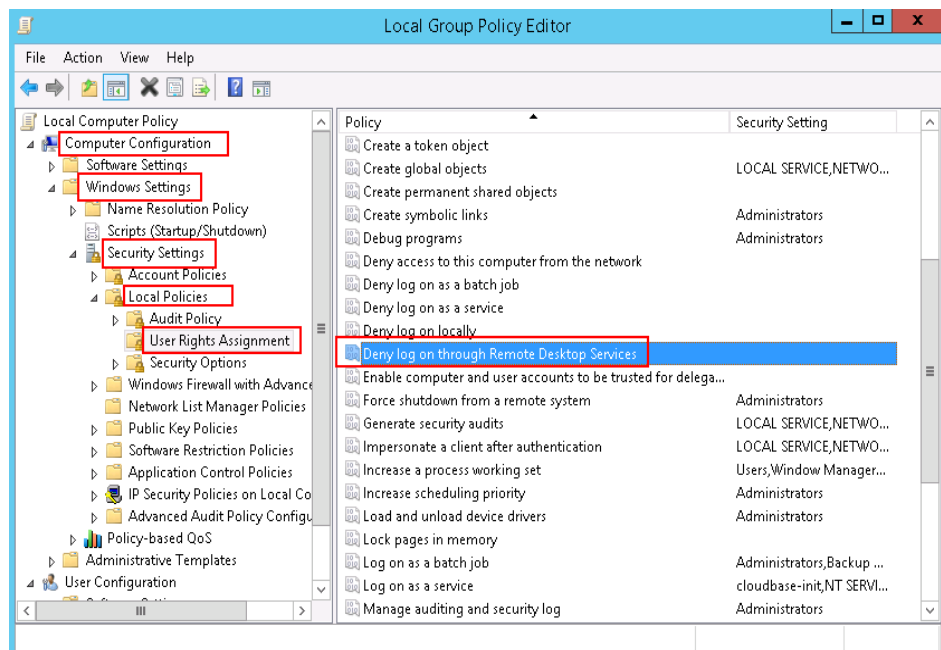 Local Group Policy Editor
File Action View Help
Local Computer Policy
Computer Configuration
Software Settings
Windows Settings
Name Resolution Policy
Scripts (Startup/Shutdown)
Security Settings
Account Policies
Local Policies
Audit Policy
User Rights Assignment
Security Options
Windows Firewall with Advance
Network List Manager Policies
Public Key Policies
Software Restriction Policies
Application Control Policies
IP Security Policies on Local Co
Advanced Audit Policy Configu
Policy-based QoS
Administrative Templates
User Configuration
Policy Security Setting
Create a token object
Create global objects LOCAL SERVICE,NETWO...
Create permanent shared objects
Create symbolic links Administrators
Debug programs Administrators
Deny access to this computer from the network
Deny log on as a batch job
Deny log on as a service
Deny log on locally
Deny log on through Remote Desktop Services
Enable computer and user accounts to be trusted for delega...
Force shutdown from a remote system Administrators
Generate security audits LOCAL SERVICE,NETWO...
Impersonate a client after authentication LOCAL SERVICE,NETWO...
Increase a process working set Users,Window Manager...
Increase scheduling priority Administrators
Load and unload device drivers Administrators
Lock pages in memory
Log on as a batch job Administrators,Backup ...
Log on as a service cloudbase-init,NT SERVI...
Manage auditing and security log Administrators